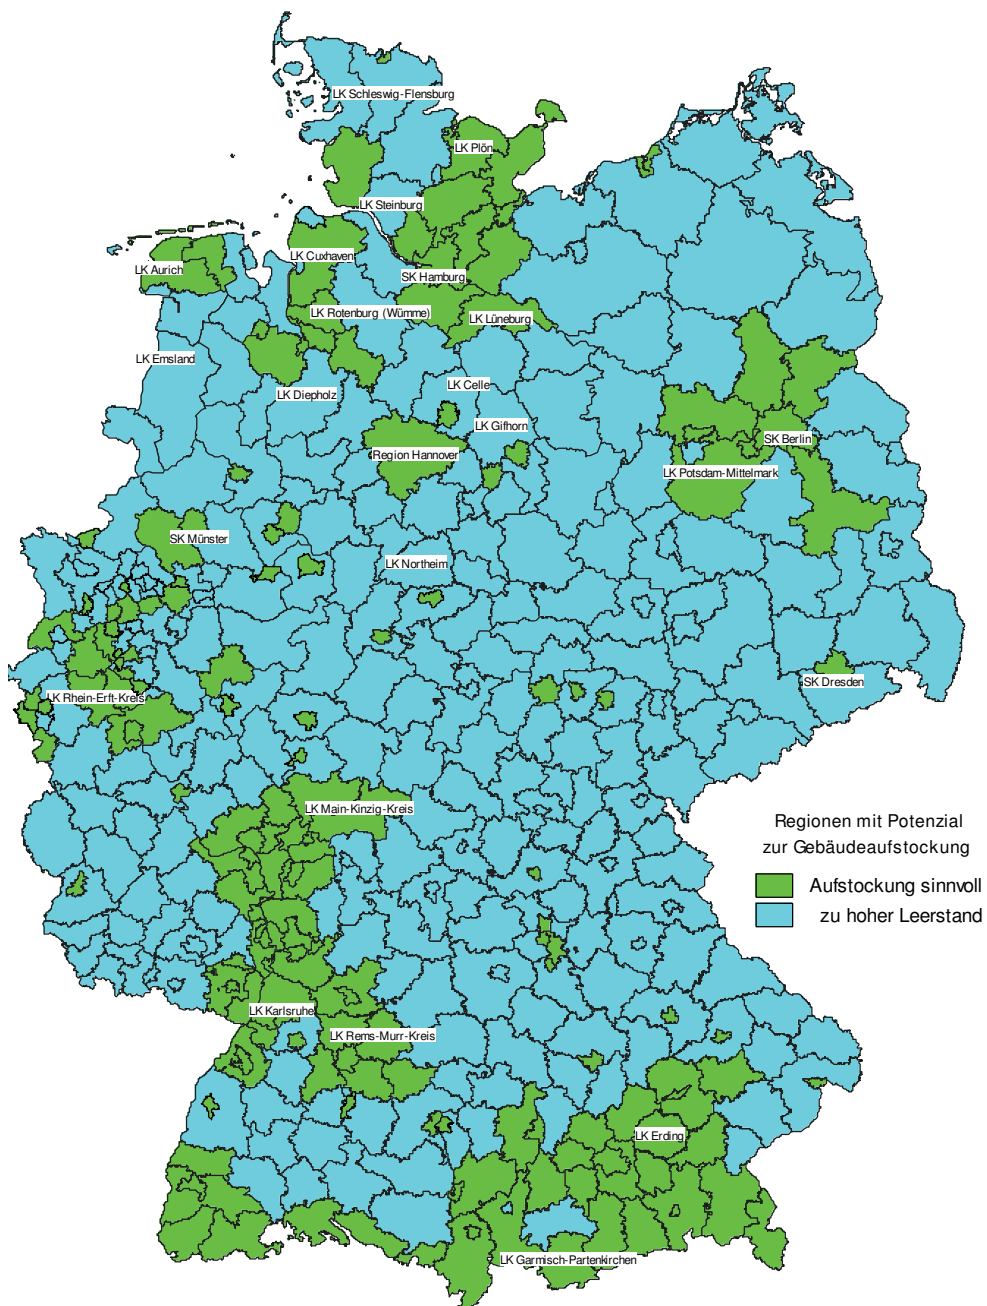 LK Schleswig-Flensburg
LK Plön
LK Steinburg
LK Cuxhaven
LK Aurich
SK Hamburg
LK Rotenburg (Wümme)
LK Lüneburg
LK Emsland
LK Celle
LK Diepholz
LK Gifhorn
SK Berlin
Region Hannover
LK Potsdam-Mittelmark
SK Münster
LK Northeim
SK Dresden
LK Rhein-Erft-Kreis
LK Main-Kinzig-Kreis
Regionen mit Potenzial
zur Gebäudeaufstockung
Aufstockung sinnvoll
zu hoher Leerstand
LK Karlsruhe
LK Rems-Murr-Kreis
LK Erding
LK Garmisch-Partenkirchen